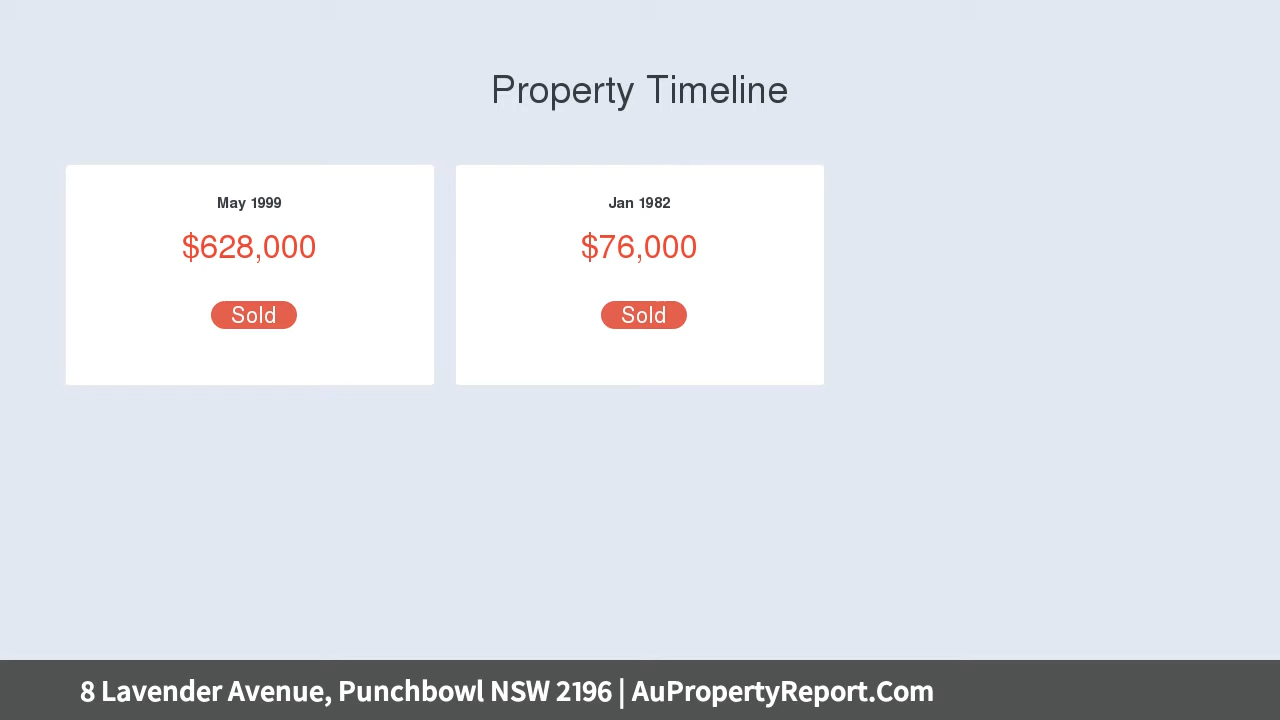 Property Timeline
May 1999
$628,000
Sold
Jan 1982
$76,000
Sold
8 Lavender Avenue, Punchbowl NSW 2196 | AuPropertyReport.Com